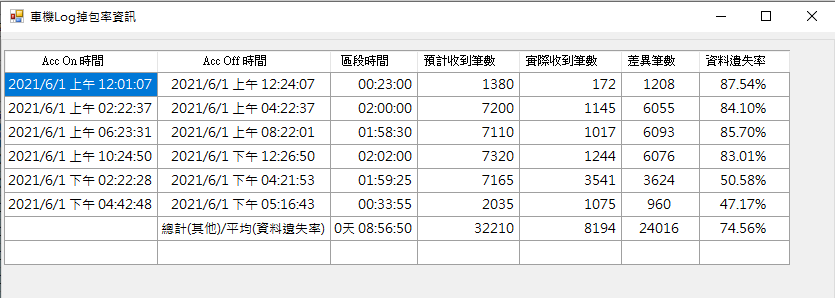 車機Log掉包率資訊
Acc On 時間 Acc Off 時間 區段時間 預計收到筆數 實際收到筆數 差異筆數 資料遺失率
2021/6/1 上午 12:01:07 2021/6/1 上午 12:24:07 00:23:00 1380 172 1208 87.54%
2021/6/1 上午 02:22:37 2021/6/1 上午 04:22:37 02:00:00 7200 1145 6055 84.10%
2021/6/1 上午 06:23:31 2021/6/1 上午 08:22:01 01:58:30 7110 1017 6093 85.70%
2021/6/1 上午 10:24:50 2021/6/1 下午 12:26:50 02:02:00 7320 1244 6076 83.01%
2021/6/1 下午 02:22:28 2021/6/1 下午 04:21:53 01:59:25 7165 3541 3624 50.58%
2021/6/1 下午 04:42:48 2021/6/1 下午 05:16:43 00:33:55 2035 1075 960 47.17%
總計(其他)/平均(資料遺失率) 0天 08:56:50 32210 8194 24016 74.56%